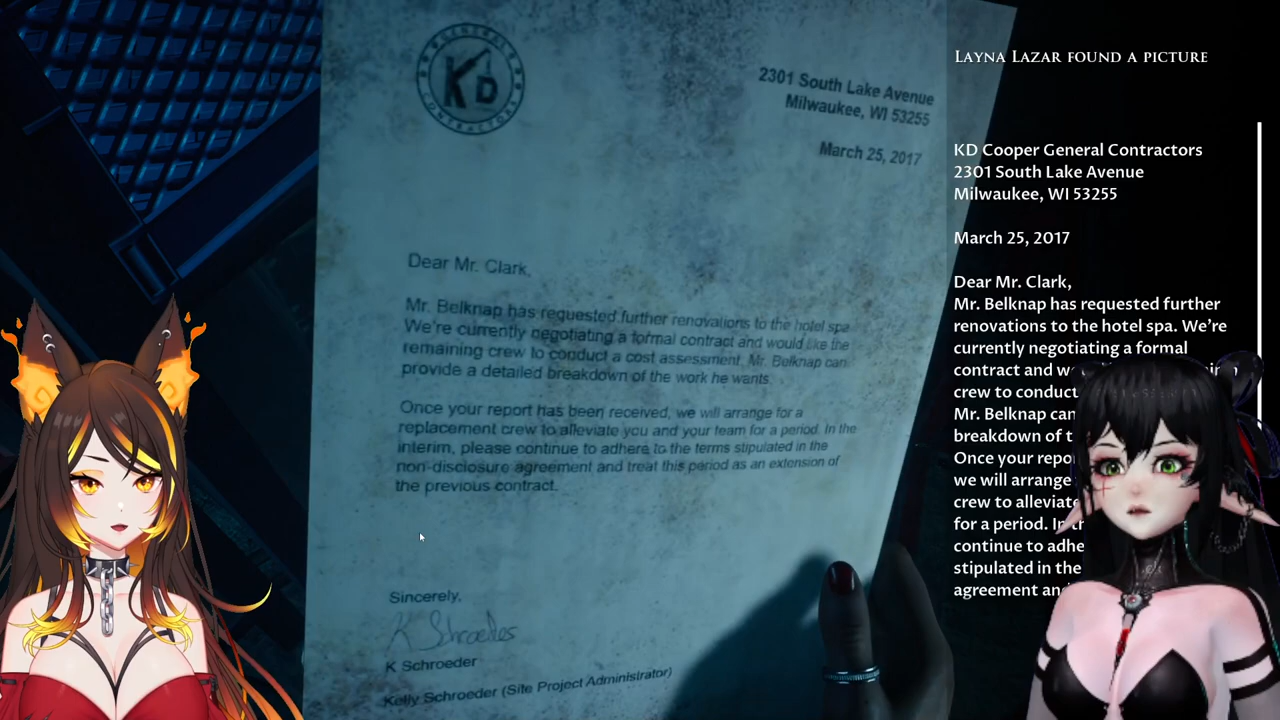 GENERAL
KD
CONTRACTORS
2301 South Lake Avenue
Milwaukee, WI 53255
March 25, 2017
Dear Mr. Clark,
Mr. Belknap has requested further renovations to the hotel spa
We're currently negotiating a formal contract and would like the
remaining crew to conduct a cost assessment. Mr. Belknap can
provide a detailed breakdown of the work he wants.
Once your report has been received, we will arrange for a
replacement crew to alleviate you and your team for a period. In the
interim, please continue to adhere to the terms stipulated in the
non-disclosure agreement and treat this period as an extension of
the previous contract.
Sincerely,
K Schroeder
K Schroeder
Kelly Schroeder (Site Project Administrator)
Layna Lazar found a picture
KD Cooper General Contractors
2301 South Lake Avenue
Milwaukee, WI 53255
March 25, 2017
Dear Mr. Clark,
Mr. Belknap has requested further
renovations to the hotel spa. We're
currently negotiating a formal
contract and
crew to conduct
Mr. Belknap can
breakdown of
Once your
we will arrange
crew to alleviate
for a period. In
continue to
stipulated in the
agreement